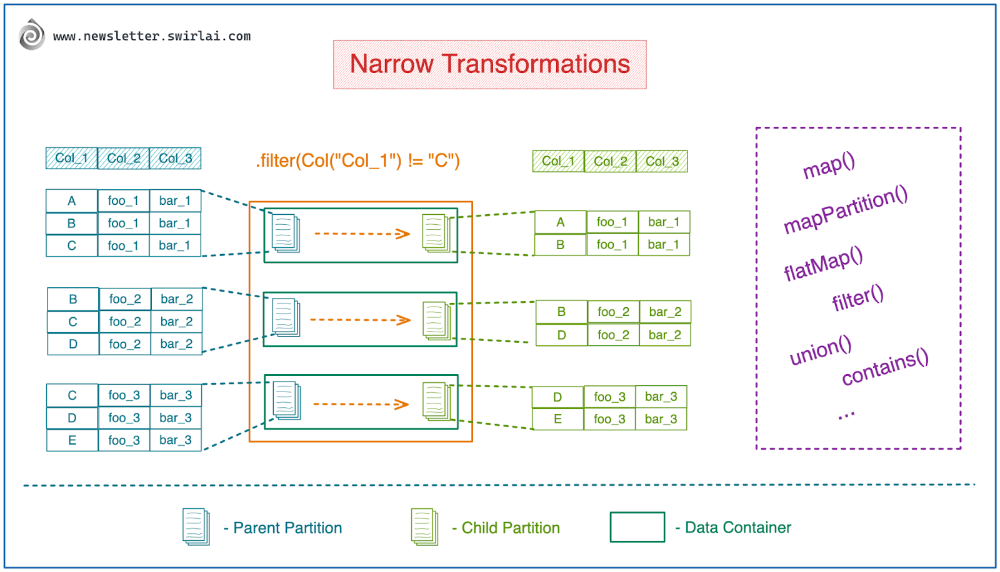 www.newsletter.swirlai.com
Narrow Transformations
Col_1 Col_2 Col_3
.filter(Col("Col_1") != "C")
Col_1 Col_2 Col_3
A foo_1 bar_1
B foo_1 bar_1
C foo_1 bar_1
A foo_1 bar_1
B foo_1 bar_1
B foo_2 bar_2
C foo_2 bar_2
D foo_2 bar_2
B foo_2 bar_2
D foo_2 bar_2
C foo_3 bar_3
D foo_3 bar_3
E foo_3 bar_3
D foo_3 bar_3
E foo_3 bar_3
map()
mapPartition()
flatMap()
filter()
union()
contains()
...
- Parent Partition
- Child Partition
- Data Container